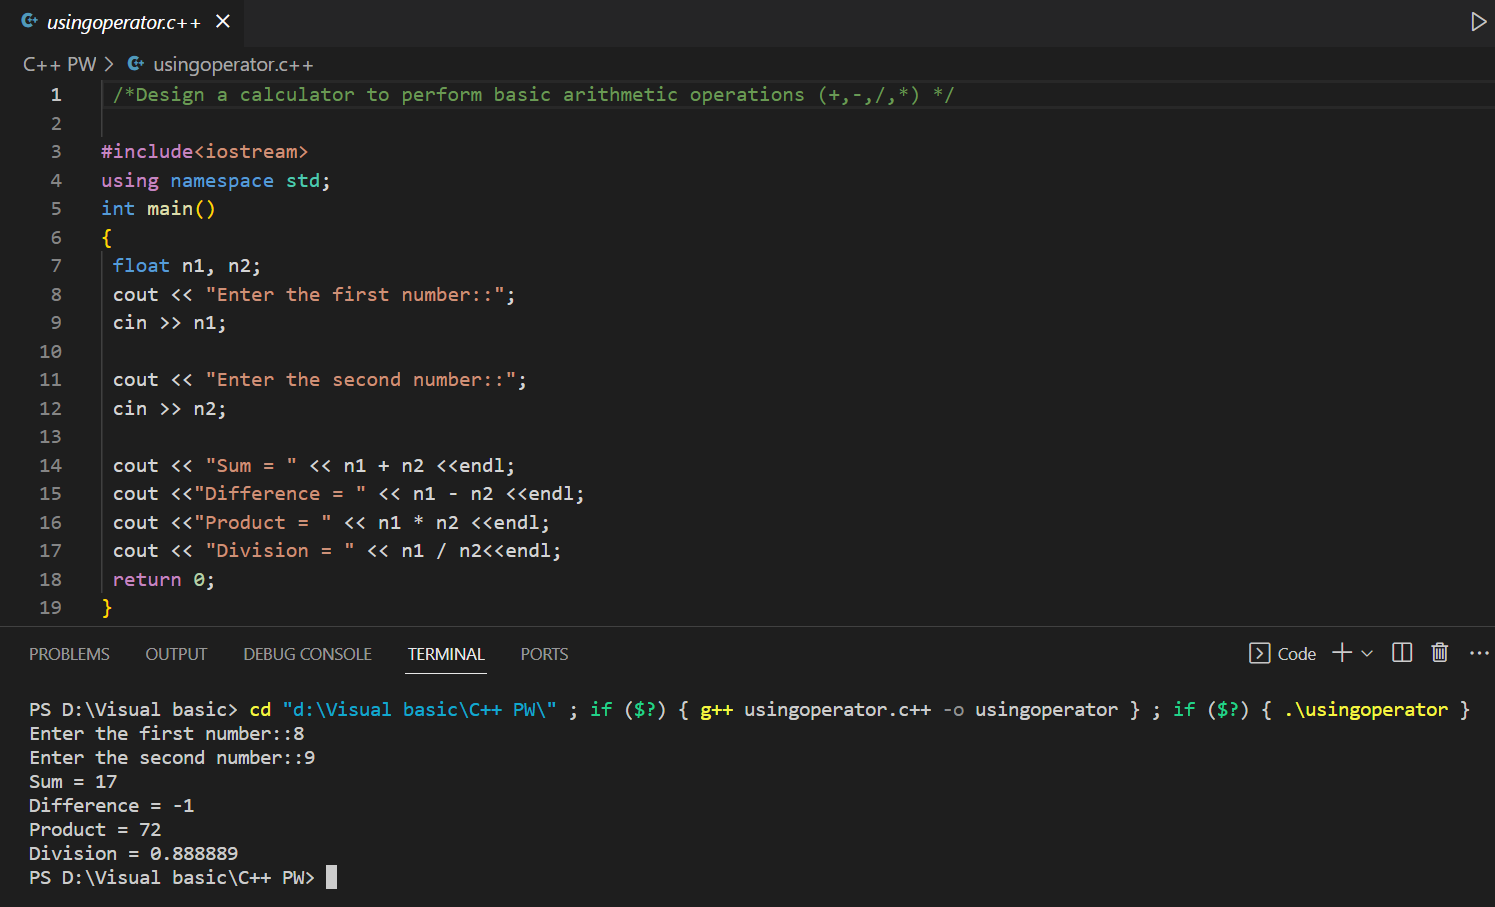 usingoperator.c++
C++ PW > usingoperator.c++
1 /*Design a calculator to perform basic arithmetic operations (+,-,/,*) */
2
3 #include<iostream>
4 using namespace std;
5 int main()
6 {
7 float n1, n2;
8 cout << "Enter the first number::";
9 cin >> n1;
10
11 cout << "Enter the second number::";
12 cin >> n2;
13
14 cout << "Sum = " << n1 + n2 <<endl;
15 cout <<"Difference = " << n1 - n2 <<endl;
16 cout <<"Product = " << n1 * n2 <<endl;
17 cout << "Division = " << n1 / n2<<endl;
18 return 0;
19 }
PROBLEMS OUTPUT DEBUG CONSOLE TERMINAL PORTS Code
PS D:\Visual basic> cd "d:\Visual basic\C++ PW\" ; if ($?) { g++ usingoperator.c++ -o usingoperator } ; if ($?) { .\usingoperator }
Enter the first number::8
Enter the second number::9
Sum = 17
Difference = -1
Product = 72
Division = 0.888889
PS D:\Visual basic\C++ PW>